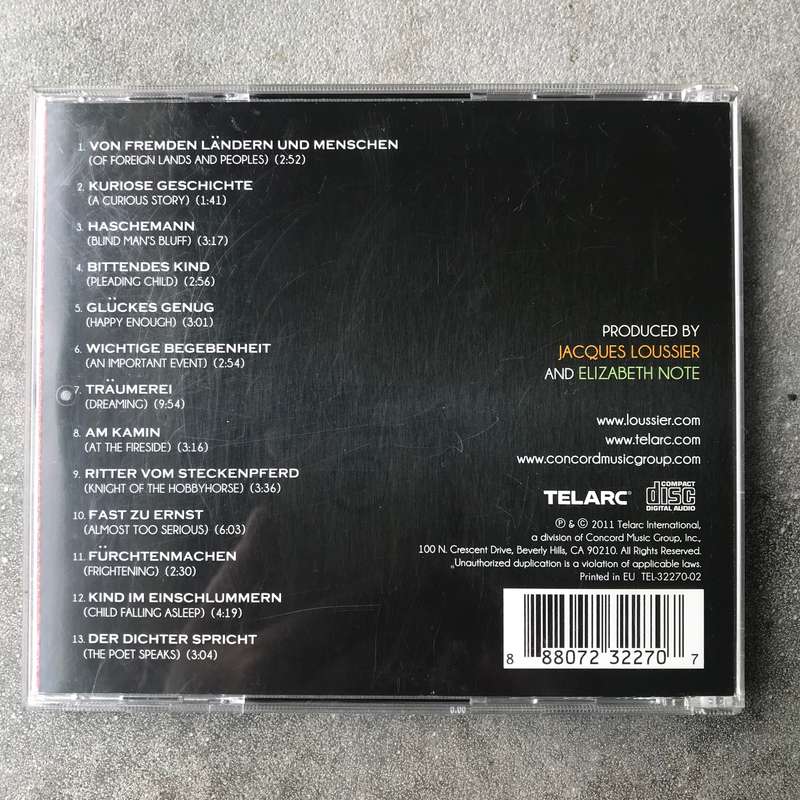 1. VON FREMDEN LÄNDERN UND MENSCHEN
(OF FOREIGN LANDS AND PEOPLES) (2:52)
2. KURIOSE GESCHICHTE
(A CURIOUS STORY) (1:41)
3. HASCHEMANN
(BLIND MAN'S BLUFF) (3:17)
4. BITTENDES KIND
(PLEADING CHILD) (2:56)
5. GLÜCKES GENUG
(HAPPY ENOUGH) (3:01)
6. WICHTIGE BEGEBENHEIT
(AN IMPORTANT EVENT) (2:54)
7. TRÄUMEREI
(DREAMING) (9:54)
8. AM KAMIN
(AT THE FIRESIDE) (3:16)
9. RITTER VOM STECKENPFERD
(KNIGHT OF THE HOBBYHORSE) (3:36)
10. FAST ZU ERNST
(ALMOST TOO SERIOUS) (6:03)
11. FÜRCHTENMACHEN
(FRIGHTENING) (2:30)
12. KIND IM EINSCHLUMMERN
(CHILD FALLING ASLEEP) (4:19)
13. DER DICHTER SPRICHT
(THE POET SPEAKS) (3:04)
PRODUCED BY
JACQUES LOUSSIER
AND ELIZABETH NOTE
www.loussier.com
www.telarc.com
www.concordmusicgroup.com
TELARC® COMPACT disc DIGITAL AUDIO
℗ & © 2011 Telarc International,
a division of Concord Music Group, Inc.,
100 N. Crescent Drive, Beverly Hills, CA 90210. All Rights Reserved.
Unauthorized duplication is a violation of applicable laws.
Printed in EU TEL-32270-02
8 88072 32270 7
0.00